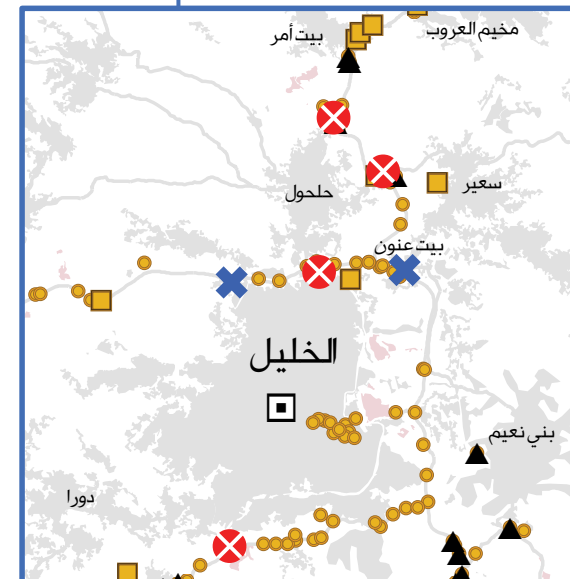 مخيم العروب
بيت أمر
سعير
حلحول
بيت عنون
الخليل
بني نعيم
دورا